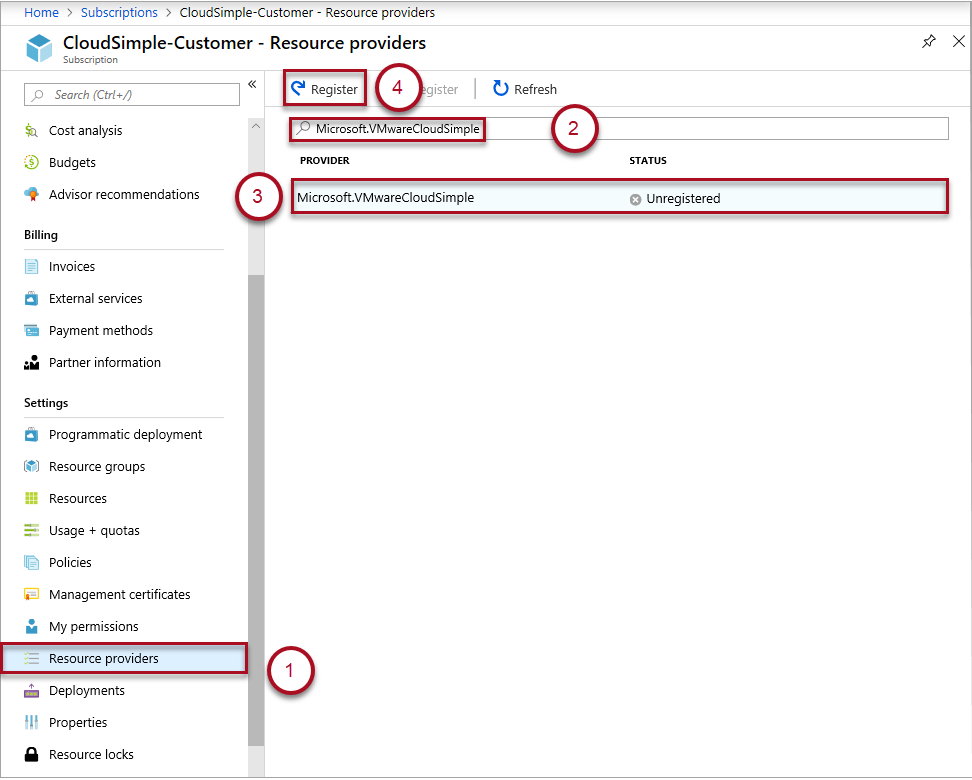 Home > Subscriptions > CloudSimple-Customer - Resource providers
CloudSimple-Customer - Resource providers
Subscription
Search (Ctrl+/)
«
Cost analysis
Budgets
Advisor recommendations
Billing
Invoices
External services
Payment methods
Partner information
Settings
Programmatic deployment
Resource groups
Resources
Usage + quotas
Policies
Management certificates
My permissions
Resource providers
1
Deployments
Properties
Resource locks
Register 4 Refresh
Microsoft.VMwareCloudSimple 2
PROVIDER STATUS
3 Microsoft.VMwareCloudSimple Unregistered